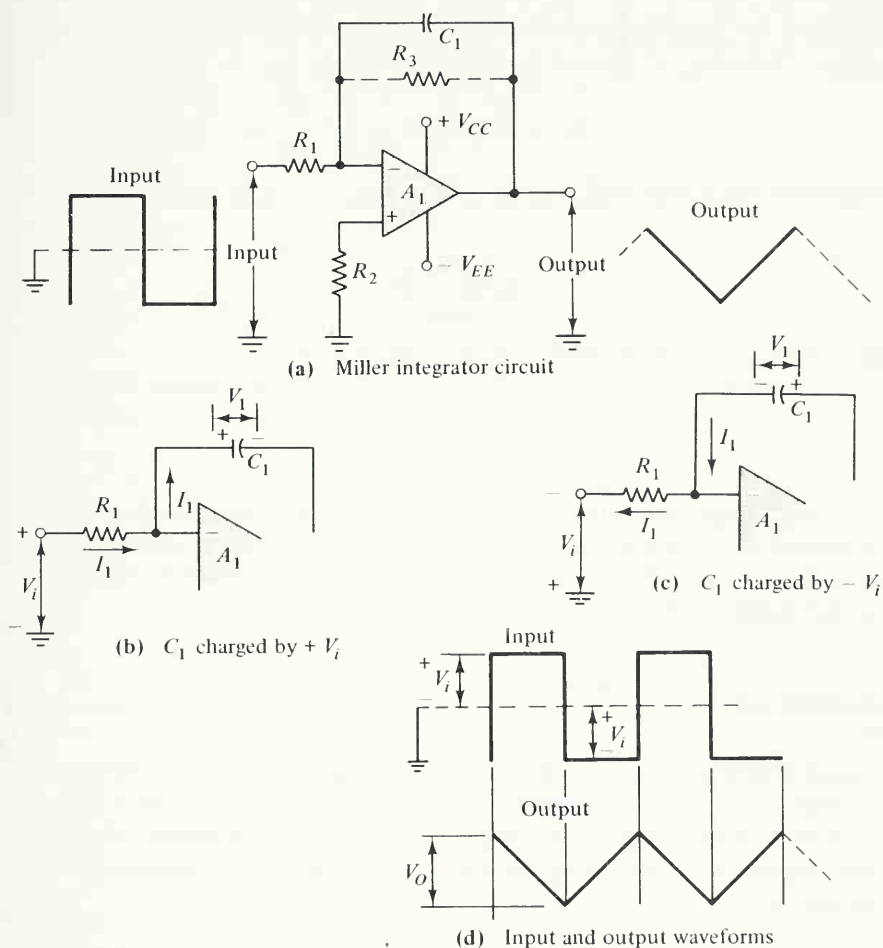 C1
R3
+ VCC
R1
Input
−
A1
+
Output
Input
R2
− VEE
Output
(a) Miller integrator circuit
V1
− +
C1
V1
+ −
C1
I1
R1
I1
R1
−
+
−
A1
I1
A1
I1
Vi
Vi
+
−
(c) C1 charged by − Vi
(b) C1 charged by + Vi
Input
+
Vi
−
+
Vi
−
Output
VO
(d) Input and output waveforms